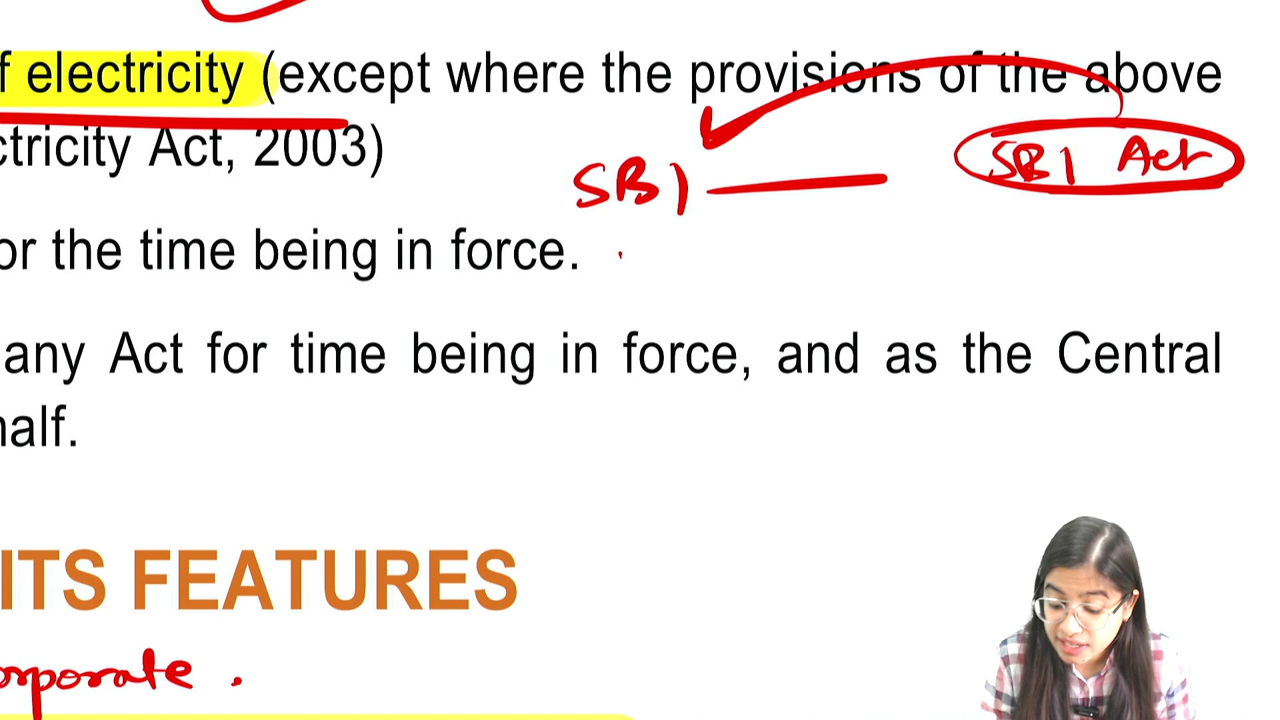 f electricity (except where the provisions of the above
ctricity Act, 2003)
SBI
SBI Act
or the time being in force.
any Act for time being in force, and as the Central
half.
ITS FEATURES
orporate.